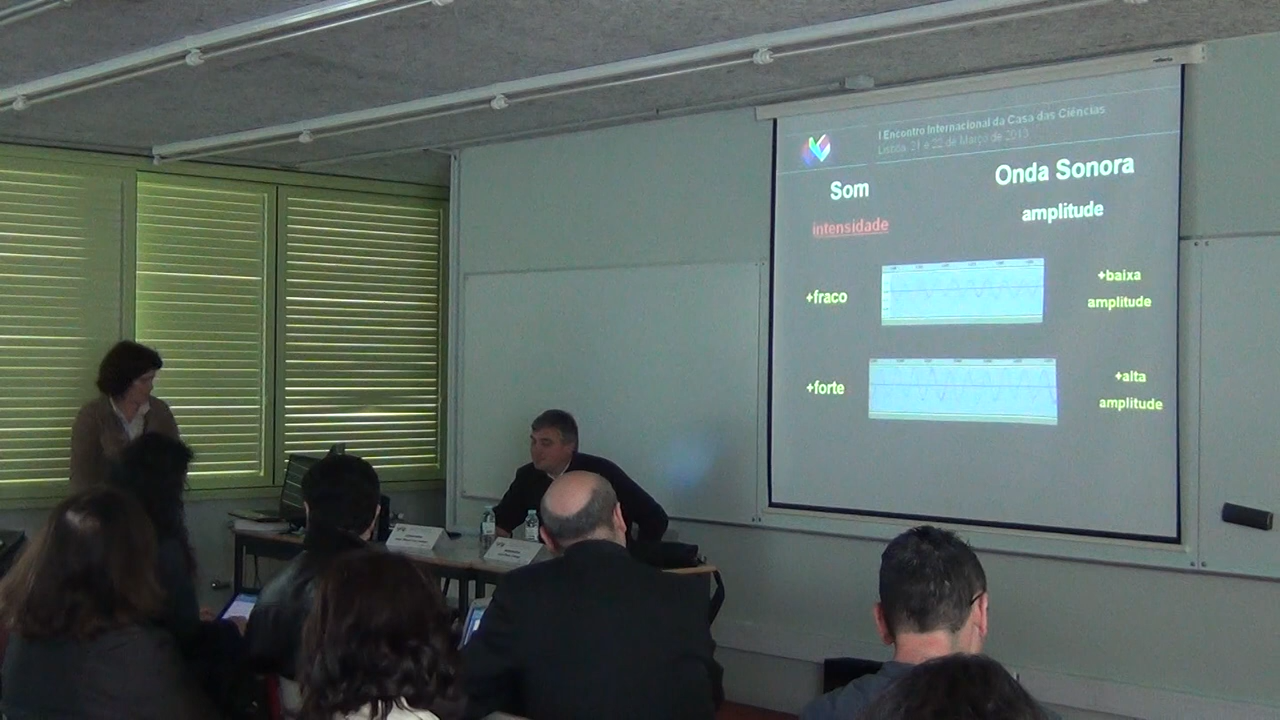 I Encontro Internacional da Casa das Ciências
Lisboa, 21 e 22 de Março de 2013
Som
Onda Sonora
intensidade
amplitude
+fraco
+baixa
amplitude
+forte
+alta
amplitude